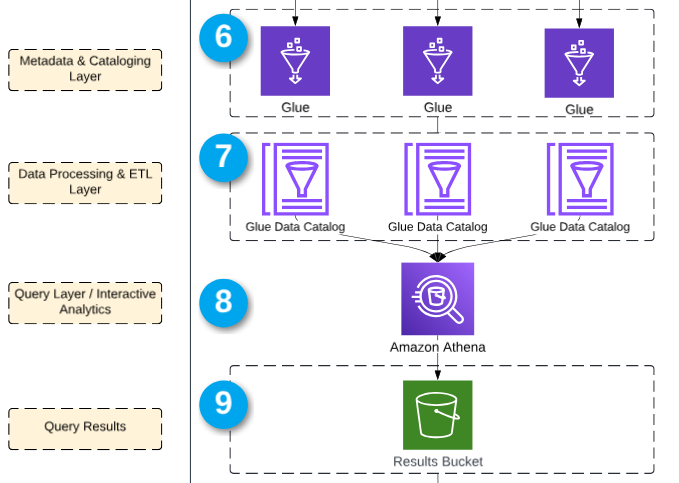 6
Metadata & Cataloging
Layer
Glue
Glue
Glue
7
Data Processing & ETL
Layer
Glue Data Catalog
Glue Data Catalog
Glue Data Catalog
8
Query Layer / Interactive
Analytics
Amazon Athena
9
Query Results
Results Bucket